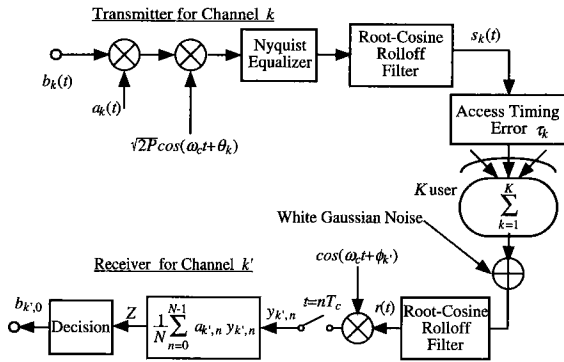 Transmitter for Channel k
b_k(t)
a_k(t)
√2P cos(ω_c t+θ_k)
Nyquist
Equalizer
Root-Cosine
Rolloff
Filter
s_k(t)
Access Timing
Error τ_k
K user
K
∑
k=1
White Gaussian Noise
Receiver for Channel k'
cos(ω_c t+ϕ_k')
b_k',0
Decision
Z
1/N ∑_{n=0}^{N-1} a_k',n y_k',n
y_k',n
t=nT_c
r(t)
Root-Cosine
Rolloff
Filter